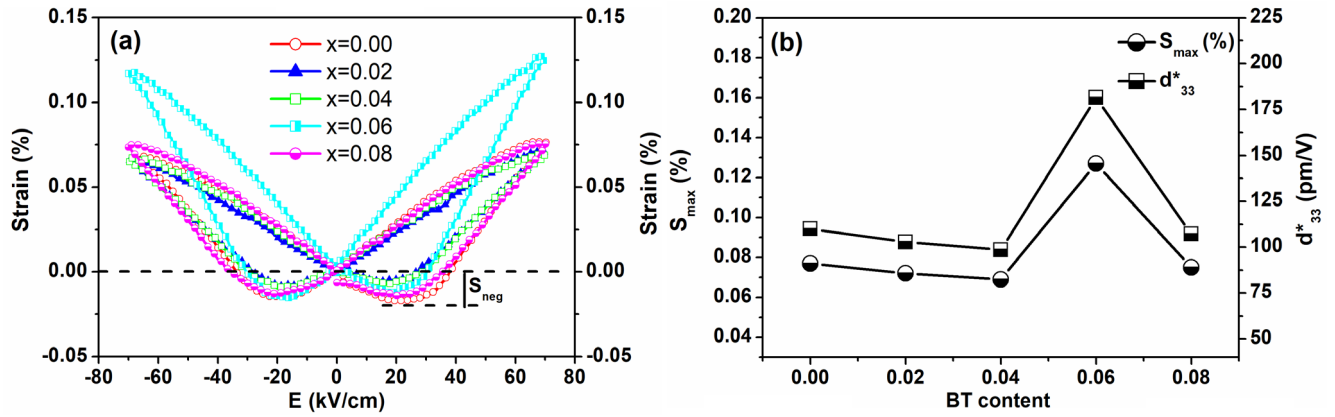 (a)
x=0.00
x=0.02
x=0.04
x=0.06
x=0.08
0.15
0.10
0.05
0.00
-0.05
Strain (%)
0.15
0.10
0.05
0.00
-0.05
Strain (%)
S_neg
-80 -60 -40 -20 0 20 40 60 80
E (kV/cm)
(b)
S_max (%)
d*_33
0.20
0.18
0.16
0.14
0.12
0.10
0.08
0.06
0.04
S_max (%)
225
200
175
150
125
100
75
50
d*_33 (pm/V)
0.00 0.02 0.04 0.06 0.08
BT content